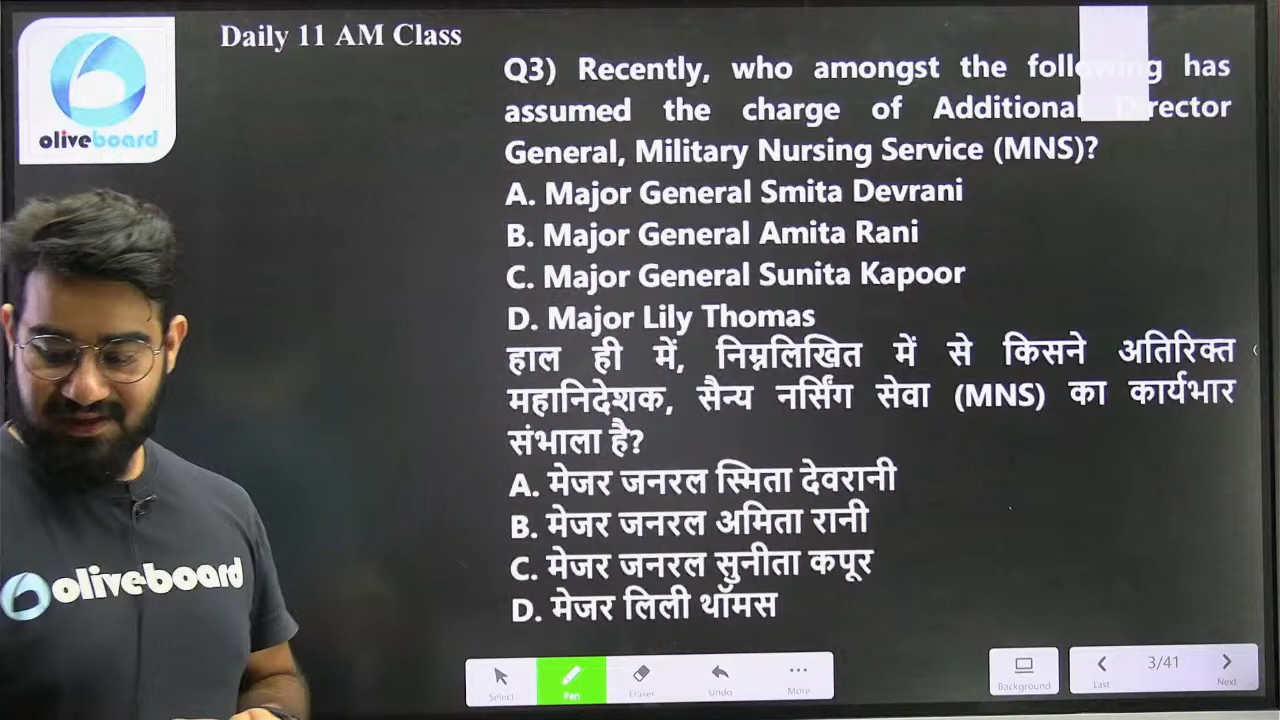 Daily 11 AM Class
oliveboard
Q3) Recently, who amongst the following has
assumed the charge of Additional Director
General, Military Nursing Service (MNS)?
A. Major General Smita Devrani
B. Major General Amita Rani
C. Major General Sunita Kapoor
D. Major Lily Thomas
हाल ही में, निम्नलिखित में से किसने अतिरिक्त
महानिदेशक, सैन्य नर्सिंग सेवा (MNS) का कार्यभार
संभाला है?
A. मेजर जनरल स्मिता देवरानी
B. मेजर जनरल अमिता रानी
C. मेजर जनरल सुनीता कपूर
D. मेजर लिली थॉमस
oliveboard
Select Pen Eraser Undo More Background Last 3/41 Next